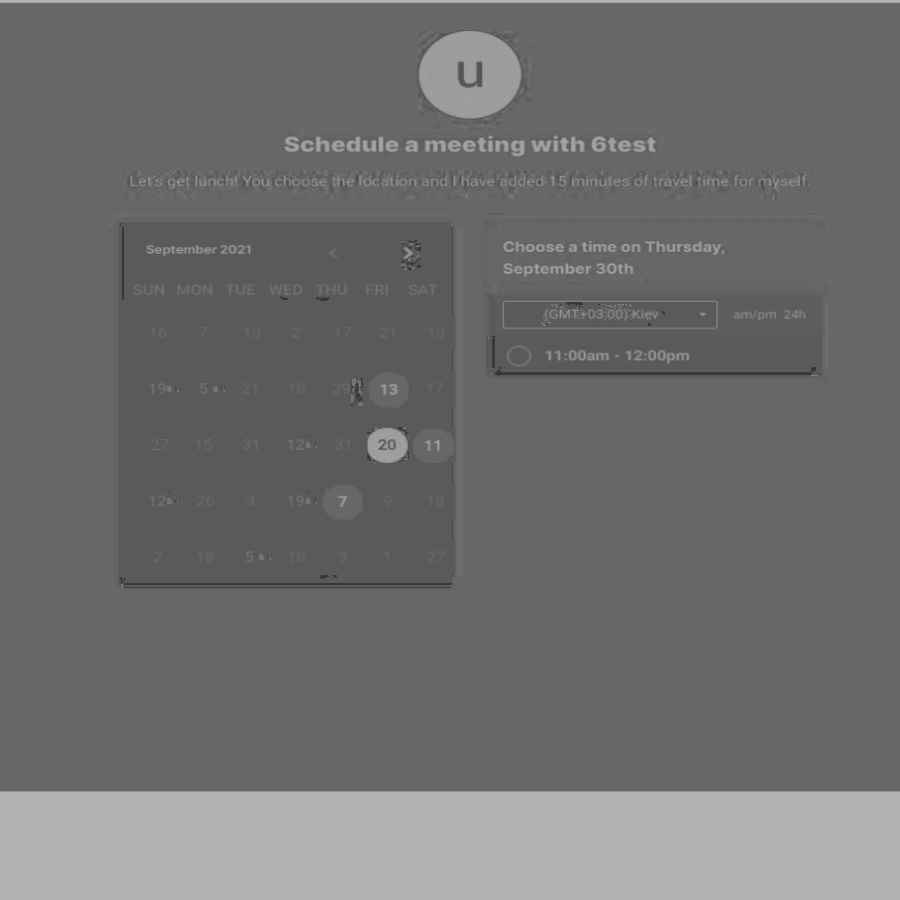 u
Schedule a meeting with 6test
Let's get lunch! You choose the location and I have added 15 minutes of travel time for myself.
September 2021 < >
SUN MON TUE WED THU FRI SAT
16 7 13 2 17 21 13
19 5 21 10 29 13 17
27 15 31 12 31 20 11
12 26 3 19 7 9 18
2 18 5 10 3 1 27
Choose a time on Thursday,
September 30th
(GMT+03:00) Kiev am/pm 24h
11:00am - 12:00pm